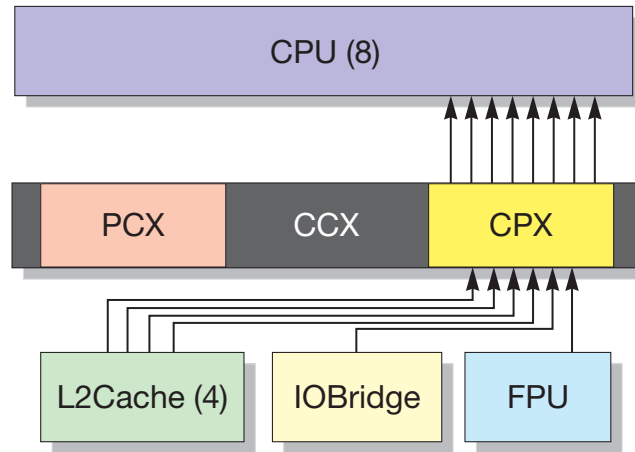 CPU (8)
PCX CCX CPX
L2Cache (4) IOBridge FPU